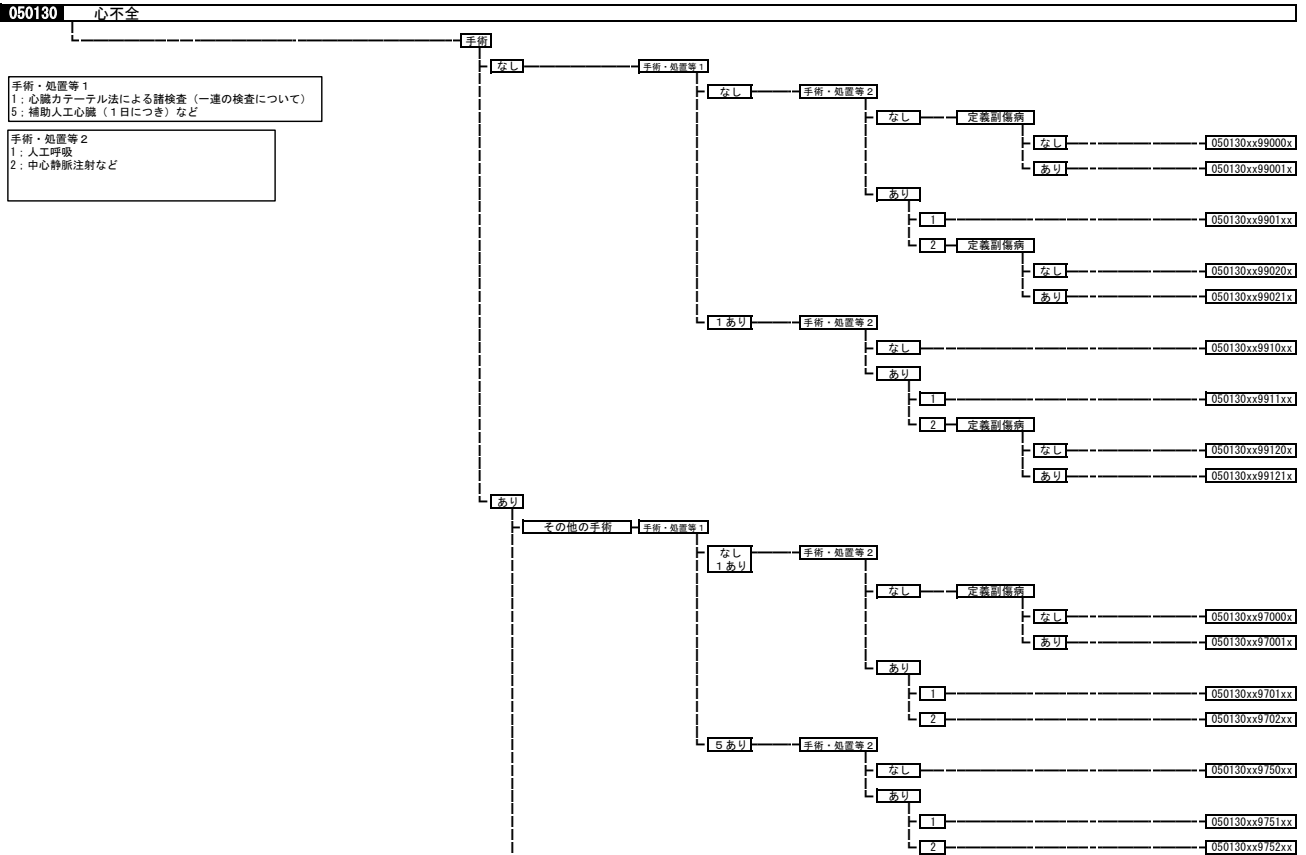 050130 心不全
手術
なし 手術・処置等1
手術・処置等1
1；心臓カテーテル法による諸検査（一連の検査について）
5；補助人工心臓（1日につき）など
手術・処置等2
1；人工呼吸
2；中心静脈注射など
なし 手術・処置等2
なし 定義副傷病
なし 050130xx99000x
あり 050130xx99001x
あり
1 050130xx9901xx
2 定義副傷病
なし 050130xx99020x
あり 050130xx99021x
1あり 手術・処置等2
なし 050130xx9910xx
あり
1 050130xx9911xx
2 定義副傷病
なし 050130xx99120x
あり 050130xx99121x
あり
その他の手術 手術・処置等1
なし
1あり
手術・処置等2
なし 定義副傷病
なし 050130xx97000x
あり 050130xx97001x
あり
1 050130xx9701xx
2 050130xx9702xx
5あり 手術・処置等2
なし 050130xx9750xx
あり
1 050130xx9751xx
2 050130xx9752xx